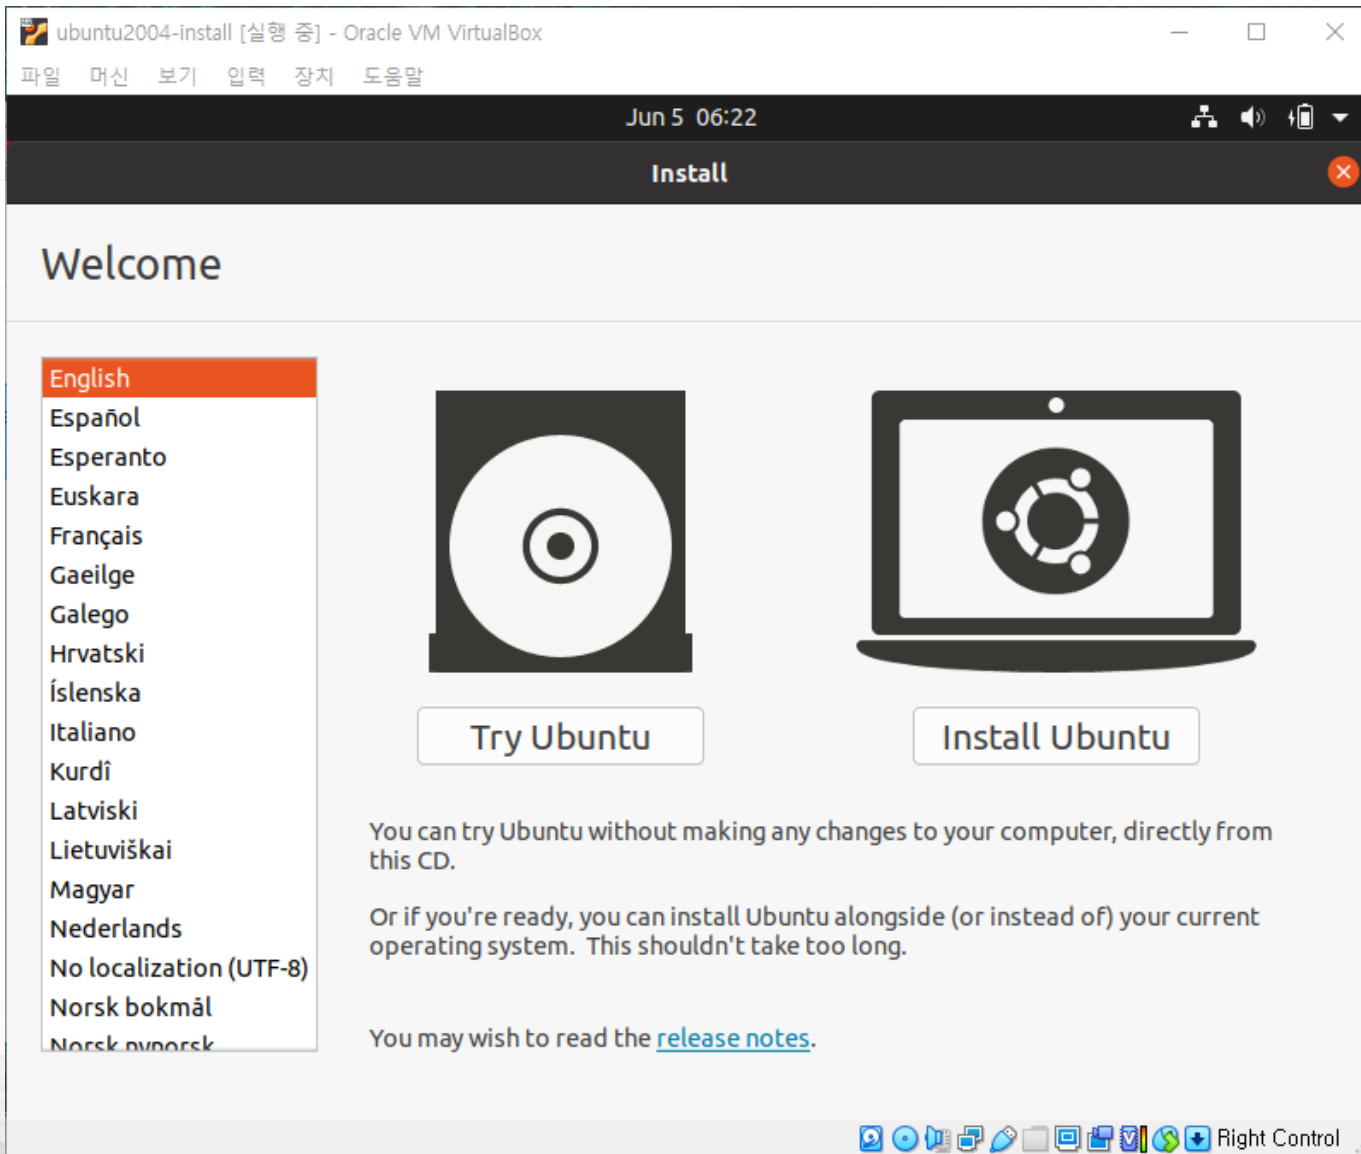 ubuntu2004-install [실행 중] - Oracle VM VirtualBox
파일 머신 보기 입력 장치 도움말
Jun 5 06:22
Install
Welcome
English
Español
Esperanto
Euskara
Français
Gaeilge
Galego
Hrvatski
Íslenska
Italiano
Kurdî
Latviski
Lietuviškai
Magyar
Nederlands
No localization (UTF-8)
Norsk bokmål
Norsk nynorsk
Try Ubuntu
Install Ubuntu
You can try Ubuntu without making any changes to your computer, directly from
this CD.
Or if you're ready, you can install Ubuntu alongside (or instead of) your current
operating system. This shouldn't take too long.
You may wish to read the release notes.
Right Control